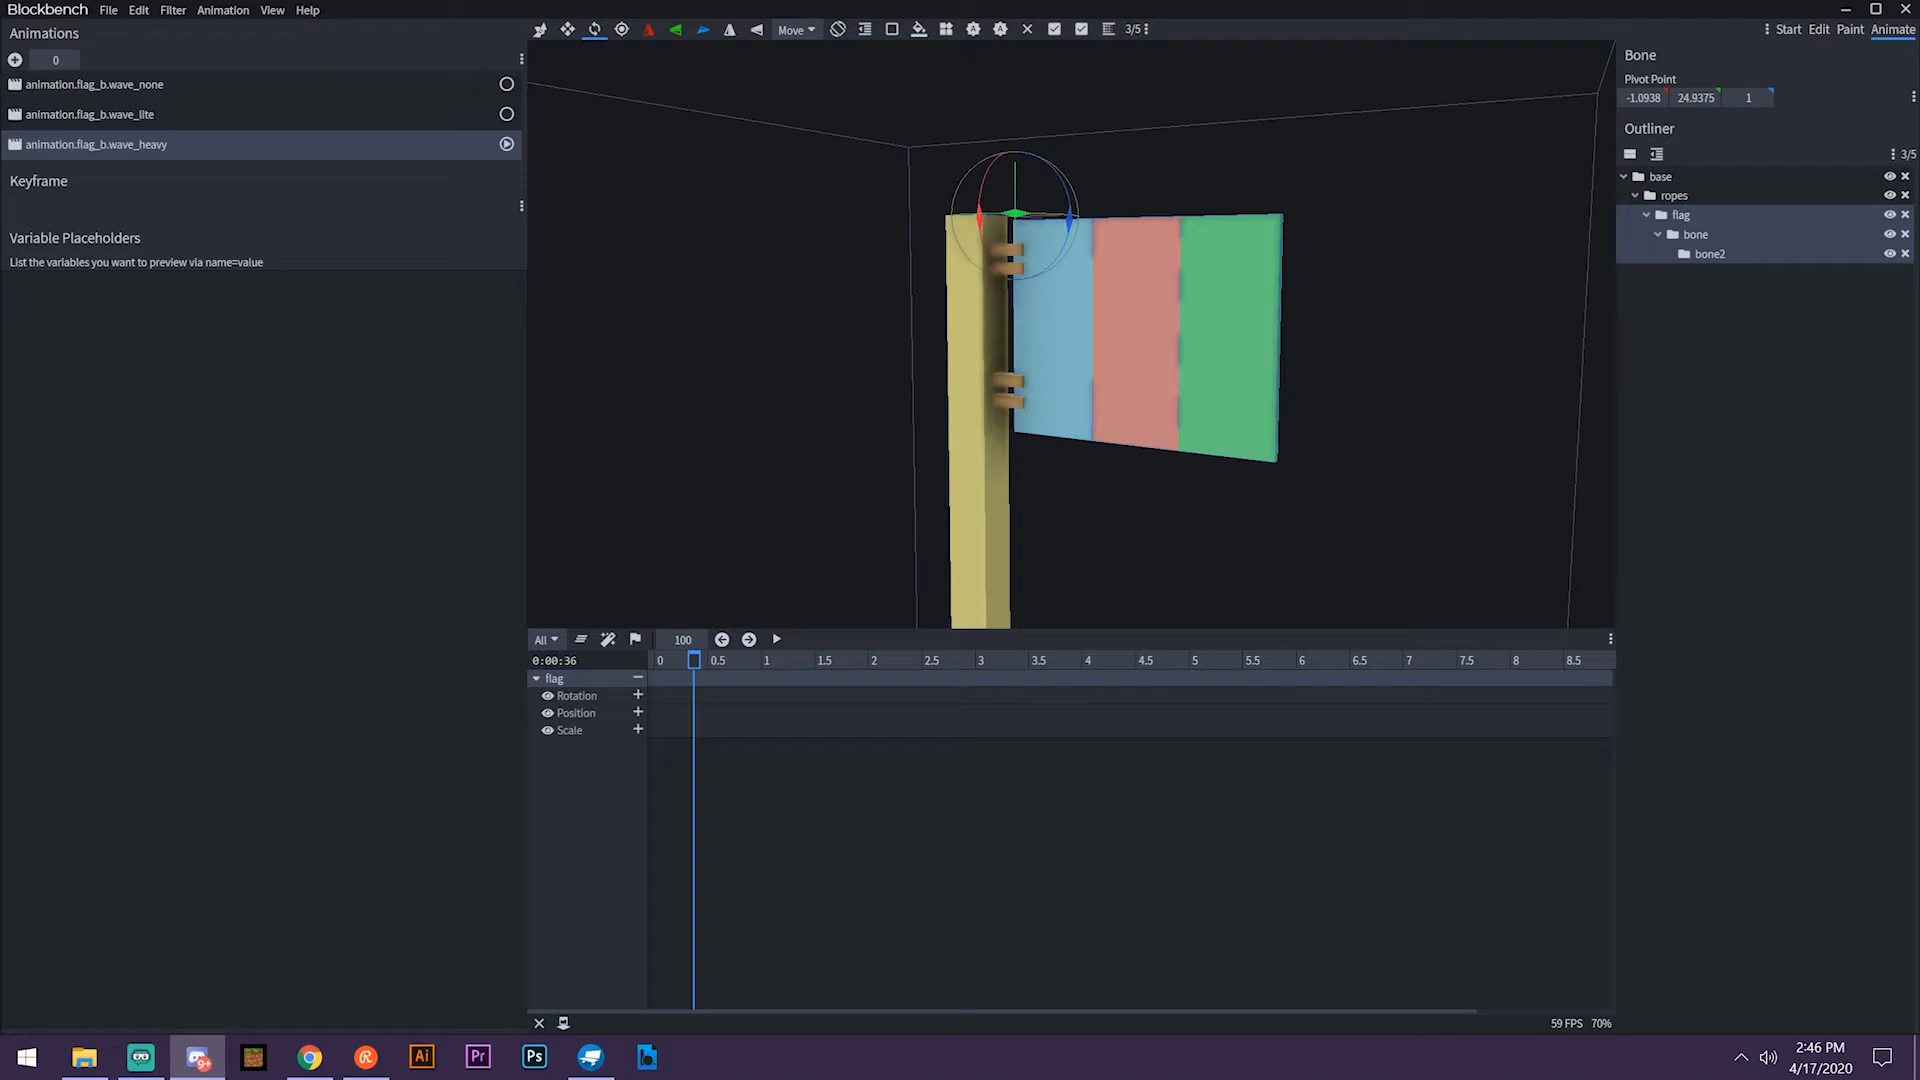 Blockbench File Edit Filter Animation View Help
Move 3/5 Start Edit Paint Animate
Animations
0
animation.flag_b.wave_none
animation.flag_b.wave_lite
animation.flag_b.wave_heavy
Keyframe
Variable Placeholders
List the variables you want to preview via name=value
Bone
Pivot Point
-1.0938 24.9375 1
Outliner
3/5
base
ropes
flag
bone
bone2
All 100
0:00:36 0 0.5 1 1.5 2 2.5 3 3.5 4 4.5 5 5.5 6 6.5 7 7.5 8 8.5
flag
Rotation
Position
Scale
59 FPS 70%
9+ Ai Pr Ps
2:46 PM
4/17/2020